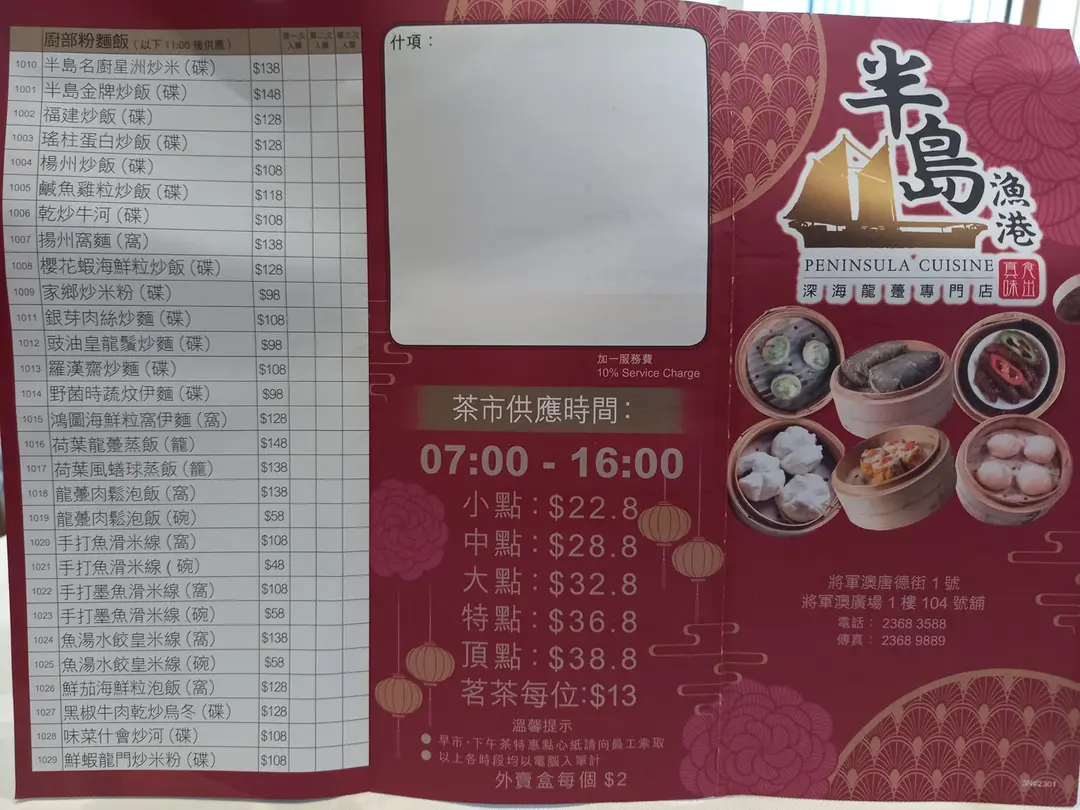 廚部粉麵飯(以下 11:00 後供應) 第一次入單 第二次入單 第三次入單
1010 半島名廚星洲炒米(碟) $138
1001 半島金牌炒飯(碟) $148
1002 福建炒飯(碟) $128
1003 瑤柱蛋白炒飯(碟) $128
1004 楊州炒飯(碟) $108
1005 鹹魚雞粒炒飯(碟) $118
1006 乾炒牛河(碟) $108
1007 揚州窩麵(窩) $138
1008 櫻花蝦海鮮粒炒飯(碟) $128
1009 家鄉炒米粉(碟) $98
1011 銀芽肉絲炒麵(碟) $108
1012 豉油皇龍鬚炒麵(碟) $98
1013 羅漢齋炒麵(碟) $108
1014 野菌時蔬炆伊麵(碟) $98
1015 鴻圖海鮮粒窩伊麵(窩) $128
1016 荷葉龍躉蒸飯(籠) $148
1017 荷葉風蟮球蒸飯(籠) $138
1018 龍躉肉鬆泡飯(窩) $138
1019 龍躉肉鬆泡飯(碗) $58
1020 手打魚滑米線(窩) $108
1021 手打魚滑米線(碗) $48
1022 手打墨魚滑米線(窩) $108
1023 手打墨魚滑米線(碗) $58
1024 魚湯水餃皇米線(窩) $138
1025 魚湯水餃皇米線(碗) $58
1026 鮮茄海鮮粒泡飯(窩) $128
1027 黑椒牛肉乾炒烏冬(碟) $128
1028 味菜什會炒河(碟) $108
1029 鮮蝦龍門炒米粉(碟) $108
什項：
加一服務費
10% Service Charge
茶市供應時間：
07:00 - 16:00
小點：$22.8
中點：$28.8
大點：$32.8
特點：$36.8
頂點：$38.8
茗茶每位:$13
溫馨提示
● 早市、下午茶特惠點心紙請向員工索取
● 以上各時段均以電腦入單計
外賣盒每個 $2
半島漁港
PENINSULA CUISINE
食出真味
深海龍躉專門店
將軍澳唐德街 1 號
將軍澳廣場 1 樓 104 號舖
電話： 2368 3588
傳真： 2368 9889
3N#2301